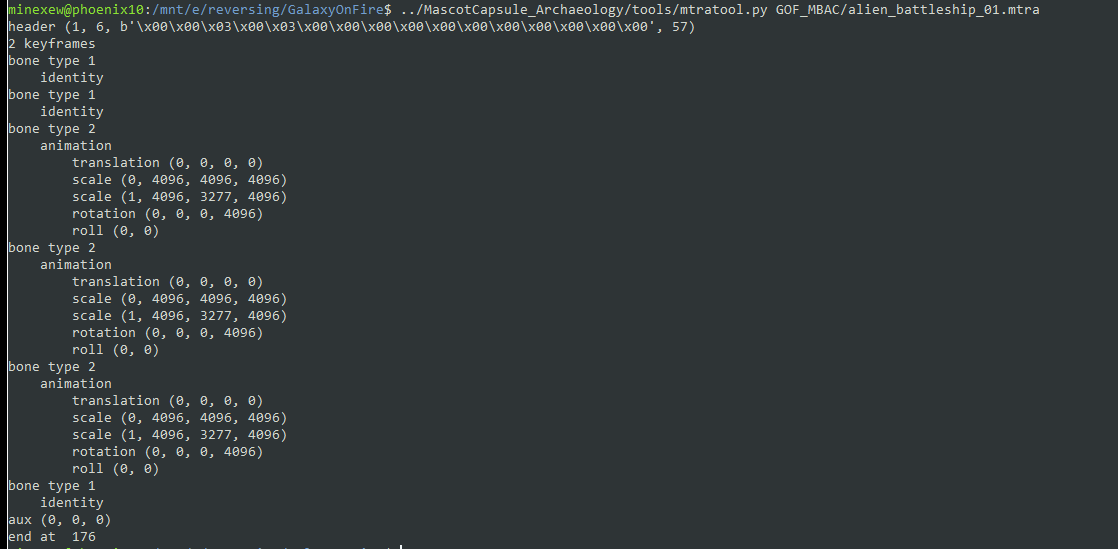 minexew@phoenix10:/mnt/e/reversing/GalaxyOnFire$ ../MascotCapsule_Archaeology/tools/mtratool.py GOF_MBAC/alien_battleship_01.mtra
header (1, 6, b'\x00\x00\x03\x00\x03\x00\x00\x00\x00\x00\x00\x00\x00\x00\x00\x00', 57)
2 keyframes
bone type 1
    identity
bone type 1
    identity
bone type 2
    animation
        translation (0, 0, 0, 0)
        scale (0, 4096, 4096, 4096)
        scale (1, 4096, 3277, 4096)
        rotation (0, 0, 0, 4096)
        roll (0, 0)
bone type 2
    animation
        translation (0, 0, 0, 0)
        scale (0, 4096, 4096, 4096)
        scale (1, 4096, 3277, 4096)
        rotation (0, 0, 0, 4096)
        roll (0, 0)
bone type 2
    animation
        translation (0, 0, 0, 0)
        scale (0, 4096, 4096, 4096)
        scale (1, 4096, 3277, 4096)
        rotation (0, 0, 0, 4096)
        roll (0, 0)
bone type 1
    identity
aux (0, 0, 0)
end at  176